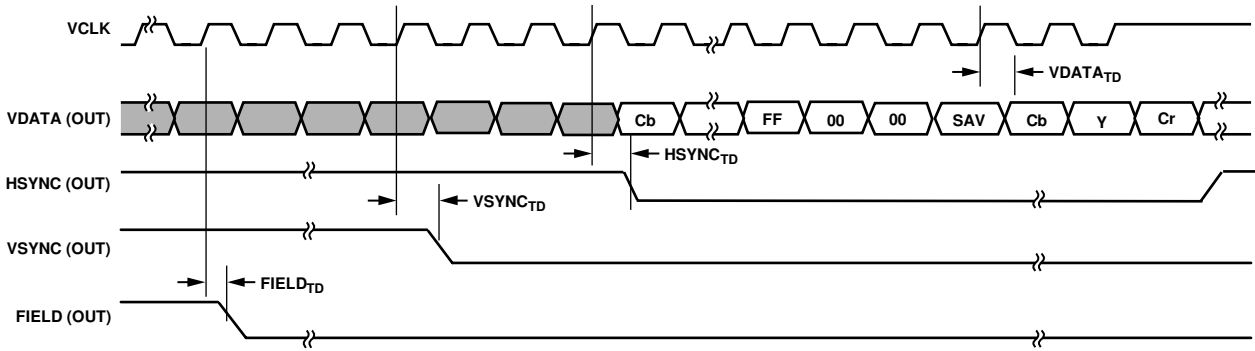 VCLK
VDATA_TD
VDATA (OUT) Cb FF 00 00 SAV Cb Y Cr
HSYNC_TD
HSYNC (OUT)
VSYNC_TD
VSYNC (OUT)
FIELD_TD
FIELD (OUT)